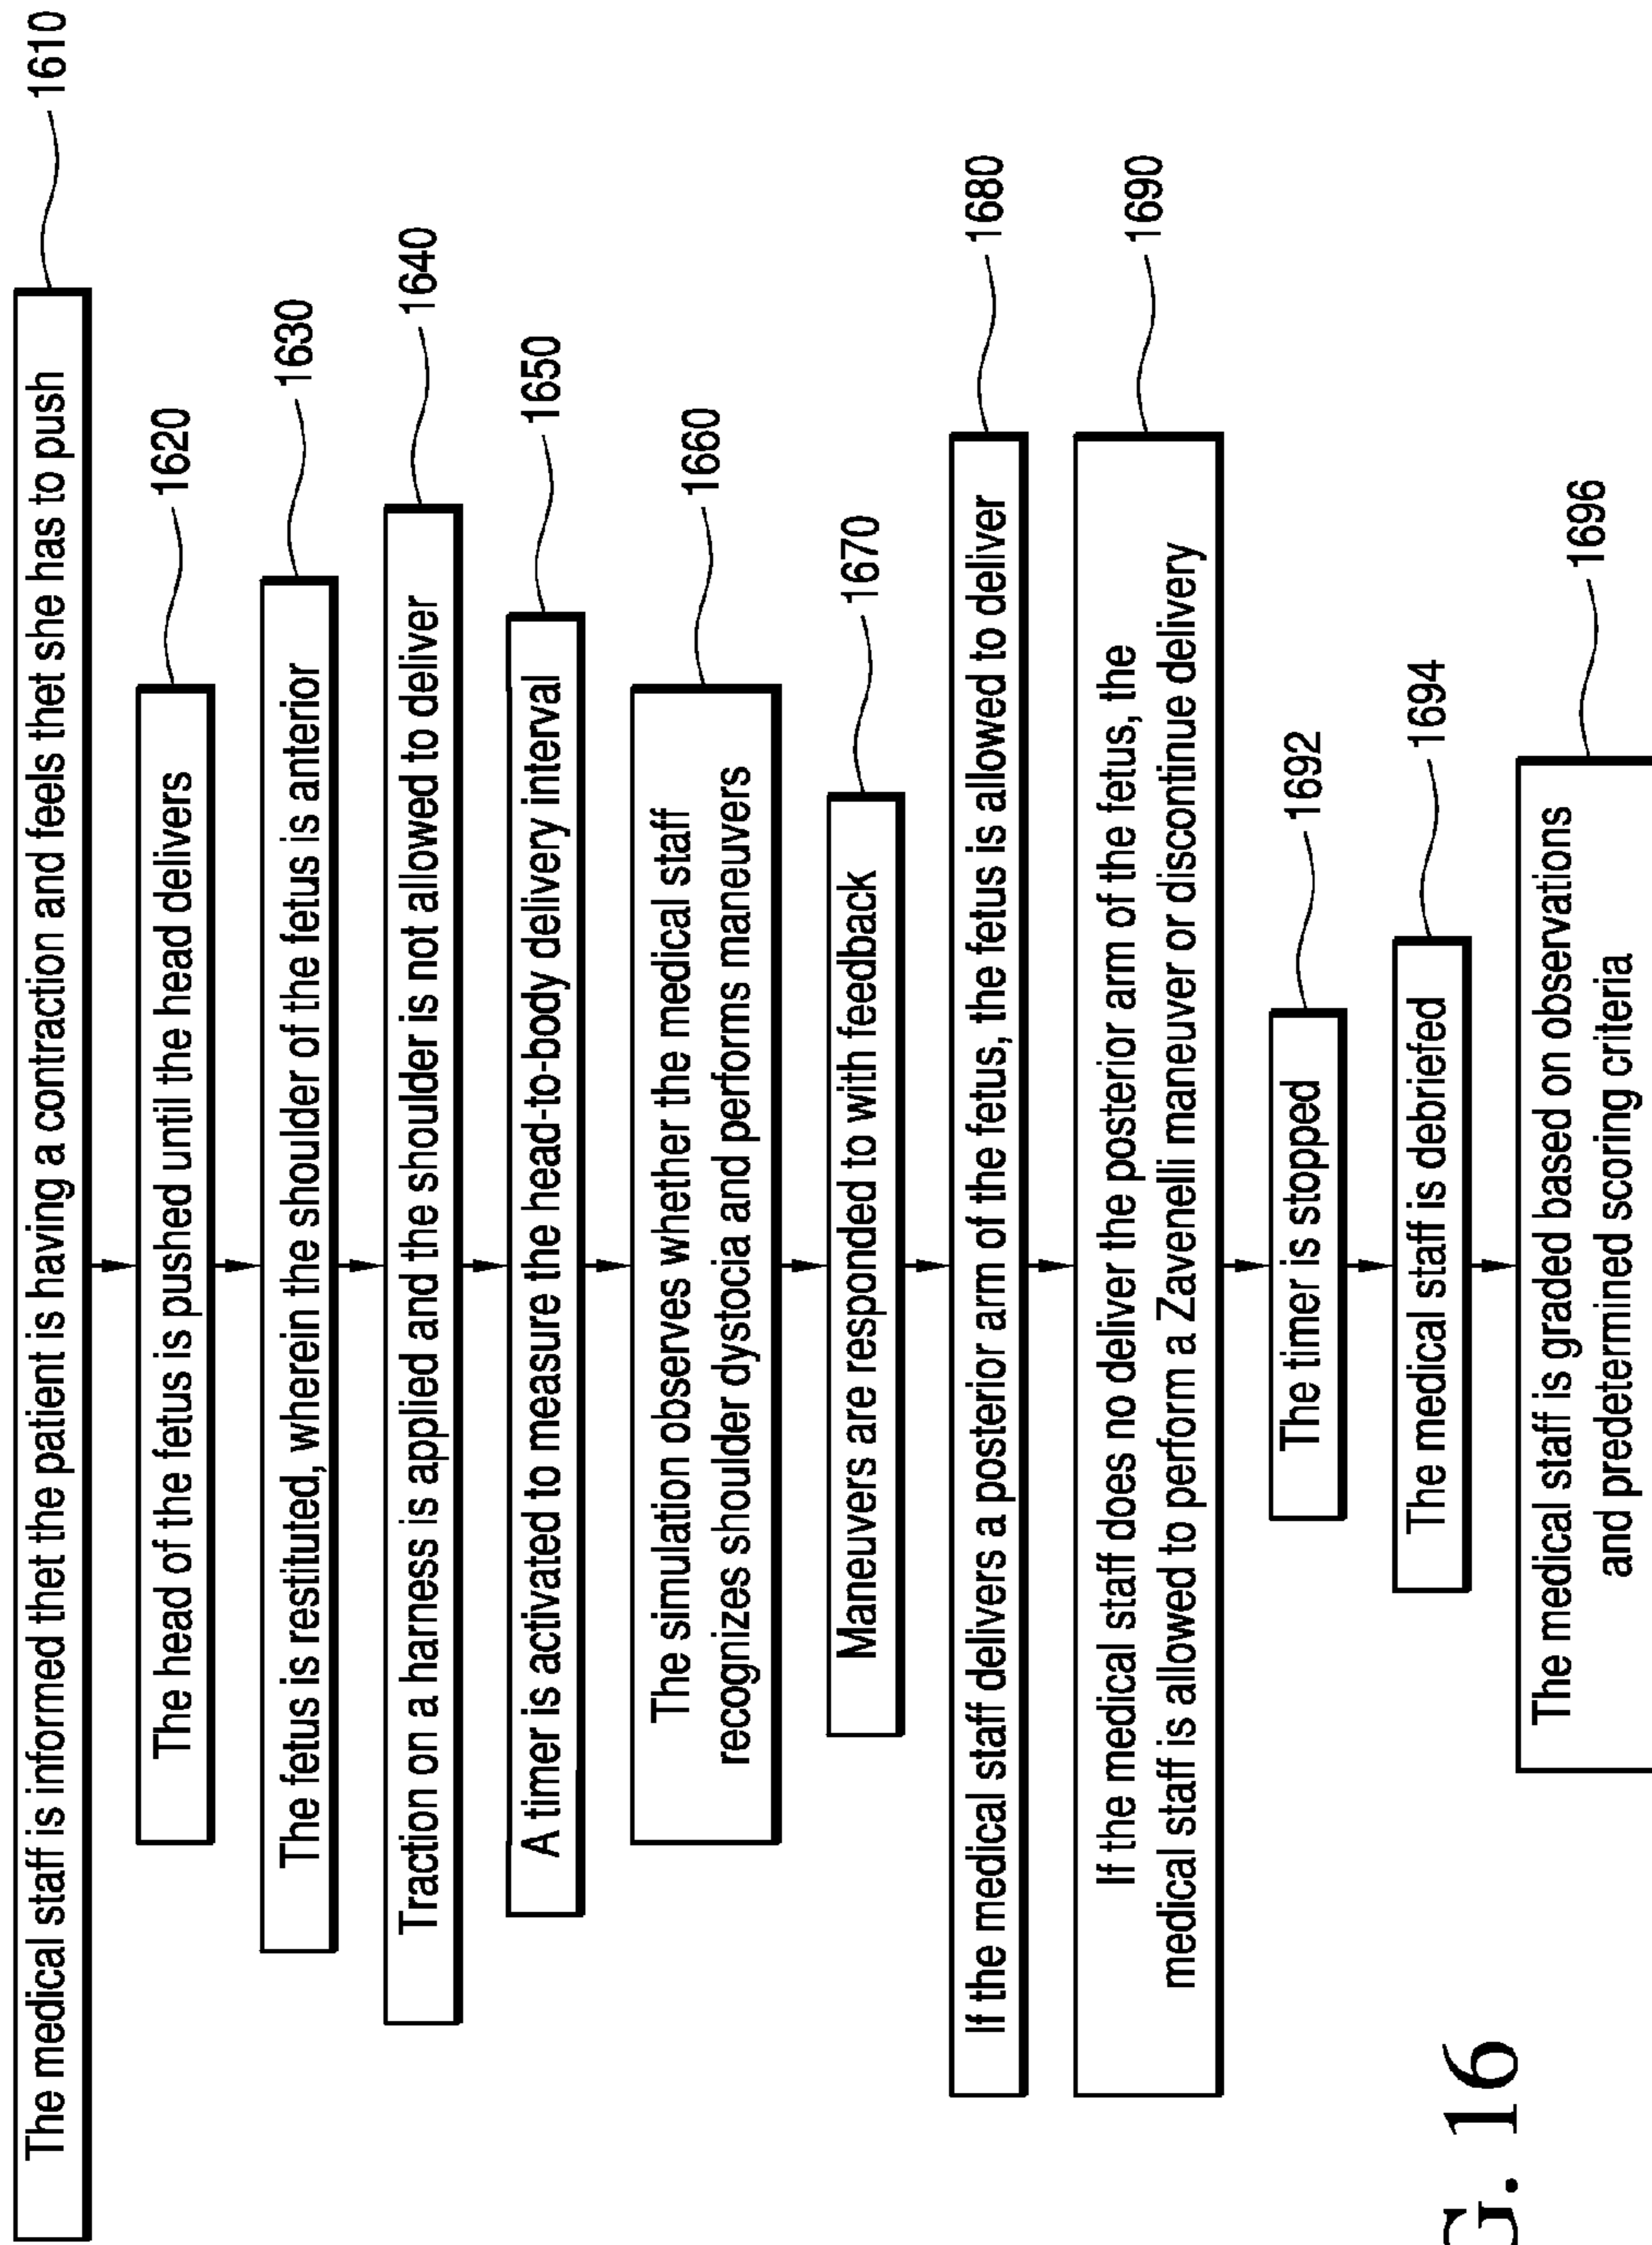 The medical staff is informed thet the patient is having a contraction and feels thet she has to push
1610
The head of the fetus is pushed until the head delivers
1620
The fetus is restituted, wherein the shoulder of the fetus is anterior
1630
Traction on a harness is applied and the shoulder is not allowed to deliver
1640
A timer is activated to measure the head-to-body delivery interval
1650
The simulation observes whether the medical staff
recognizes shoulder dystocia and performs maneuvers
1660
Maneuvers are responded to with feedback
1670
If the medical staff delivers a posterior arm of the fetus, the fetus is allowed to deliver
1680
If the medical staff does no deliver the posterior arm of the fetus, the
medical staff is allowed to perform a Zavenelli maneuver or discontinue delivery
1690
The timer is stopped
1692
The medical staff is debriefed
1694
The medical staff is graded based on observations
and predetermined scoring criteria
1696
G. 16